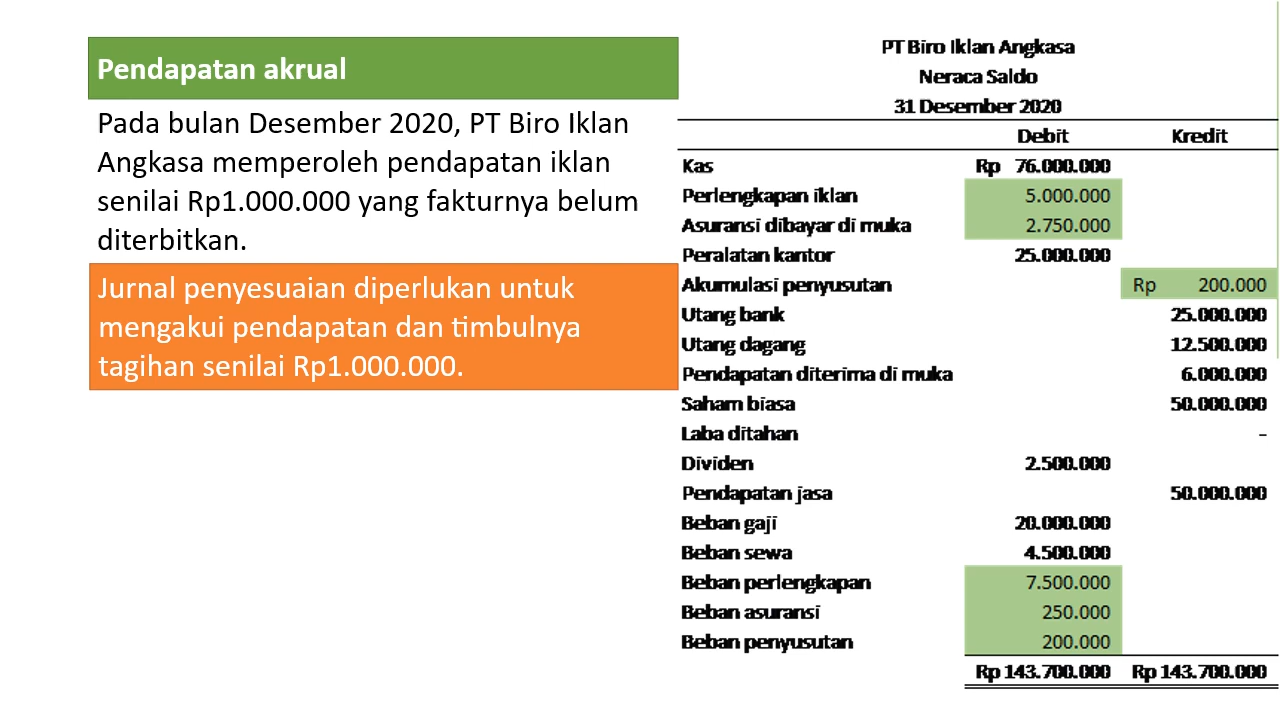 Pendapatan akrual
Pada bulan Desember 2020, PT Biro Iklan
Angkasa memperoleh pendapatan iklan
senilai Rp1.000.000 yang fakturnya belum
diterbitkan.
Jurnal penyesuaian diperlukan untuk
mengakui pendapatan dan timbulnya
tagihan senilai Rp1.000.000.
PT Biro Iklan Angkasa
Neraca Saldo
31 Desember 2020
Debit Kredit
Kas Rp 76.000.000
Perlengkapan iklan 5.000.000
Asuransi dibayar di muka 2.750.000
Peralatan kantor 25.000.000
Akumulasi penyusutan Rp 200.000
Utang bank 25.000.000
Utang dagang 12.500.000
Pendapatan diterima di muka 6.000.000
Saham biasa 50.000.000
Laba ditahan -
Dividen 2.500.000
Pendapatan jasa 50.000.000
Beban gaji 20.000.000
Beban sewa 4.500.000
Beban perlengkapan 7.500.000
Beban asuransi 250.000
Beban penyusutan 200.000
Rp 143.700.000 Rp 143.700.000